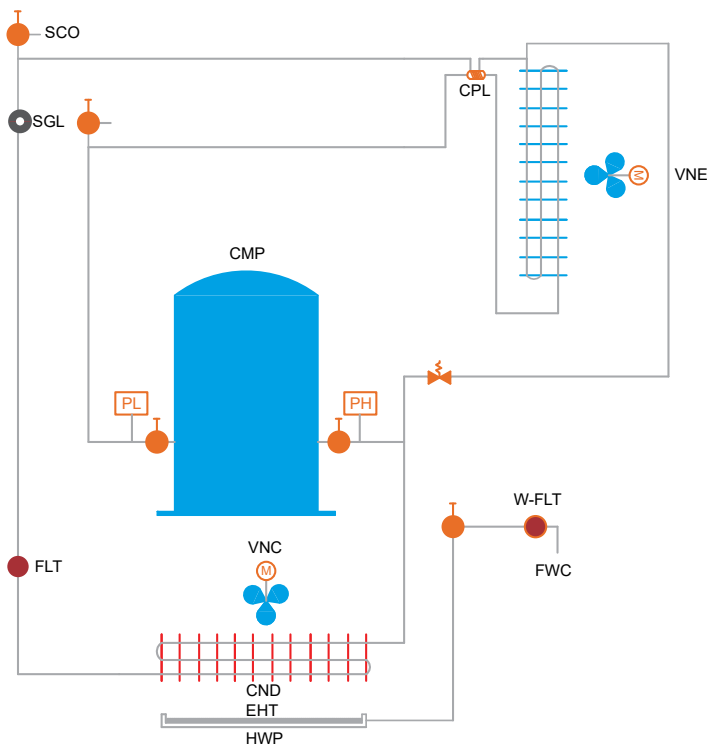 SCO
CPL
SGL
VNE
M
CMP
PL
PH
W-FLT
VNC
FLT
FWC
M
CND
EHT
HWP